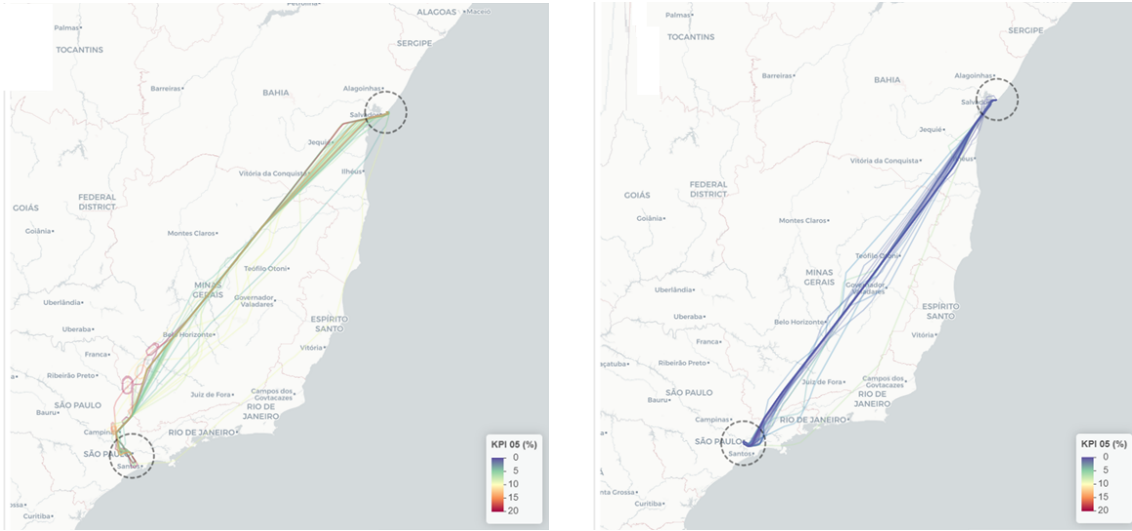 ALAGOAS
Maceió
Palmas
TOCANTINS
SERGIPE
Barreiras
BAHIA
Alagoinhas
Jequié
Vitória da Conquista
Ilhéus
FEDERAL
DISTRICT
GOIÁS
Goiânia
Montes Claros
Teófilo Otoni
MINAS
GERAIS
Governador
Valadares
Uberlândia
ESPÍRITO
SANTO
Uberaba
Belo Horizonte
Vitória
Franca
Ribeirão Preto
Juiz de Fora
Campos dos
Goytacazes
SÃO PAULO
RIO DE
JANEIRO
Bauru
Campinas
RIO DE JANEIRO
SÃO PAULO
Santos
Curitiba
KPI 05 (%)
0
5
10
15
20
Palmas
TOCANTINS
SERGIPE
Barreiras
BAHIA
Alagoinhas
Jequié
Vitória da Conquista
FEDERAL
DISTRICT
GOIÁS
Goiânia
Montes Claros
Teófilo Otoni
MINAS
GERAIS
Governador
Valadares
Uberlândia
ESPÍRITO
SANTO
Uberaba
Belo Horizonte
Vitória
Franca
Ribeirão Preto
Juiz de Fora
Campos dos
Goytacazes
SÃO PAULO
RIO DE
JANEIRO
Bauru
Campinas
RIO DE JANEIRO
SÃO PAULO
Santos
Curitiba
KPI 05 (%)
0
5
10
15
20